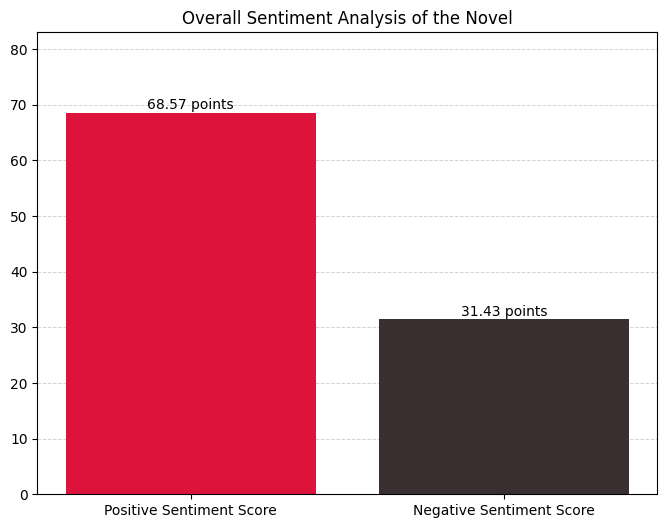 Overall Sentiment Analysis of the Novel
80
70
60
50
40
30
20
10
0
68.57 points
31.43 points
Positive Sentiment Score
Negative Sentiment Score